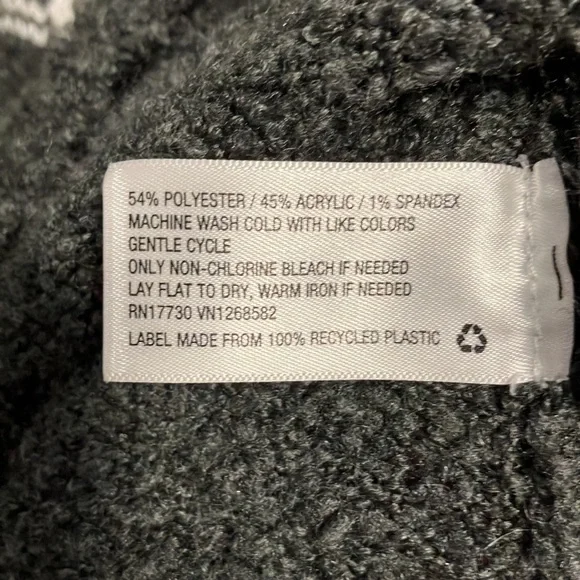 54% POLYESTER / 45% ACRYLIC / 1% SPANDEX
MACHINE WASH COLD WITH LIKE COLORS
GENTLE CYCLE
ONLY NON-CHLORINE BLEACH IF NEEDED
LAY FLAT TO DRY, WARM IRON IF NEEDED
RN17730 VN1268582
LABEL MADE FROM 100% RECYCLED PLASTIC